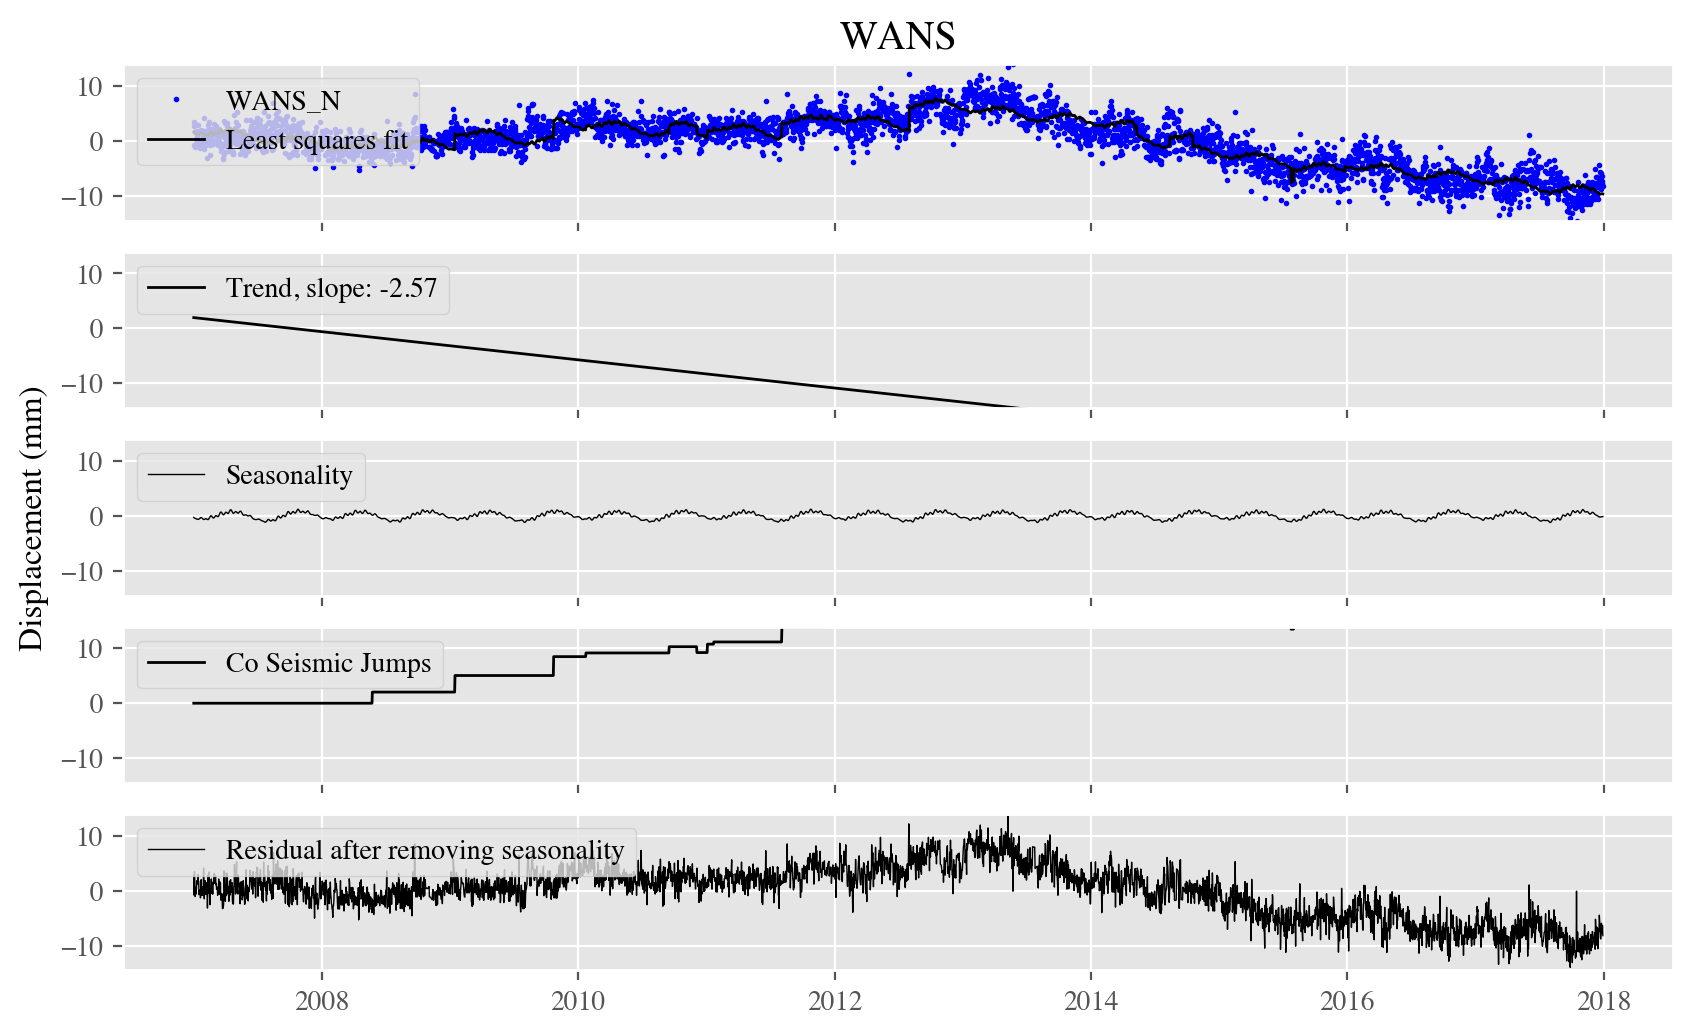 WANS
Displacement (mm)
10
0
−10
WANS_N
Least squares fit
10
0
−10
Trend, slope: -2.57
10
0
−10
Seasonality
10
0
−10
Co Seismic Jumps
10
0
−10
Residual after removing seasonality
2008 2010 2012 2014 2016 2018